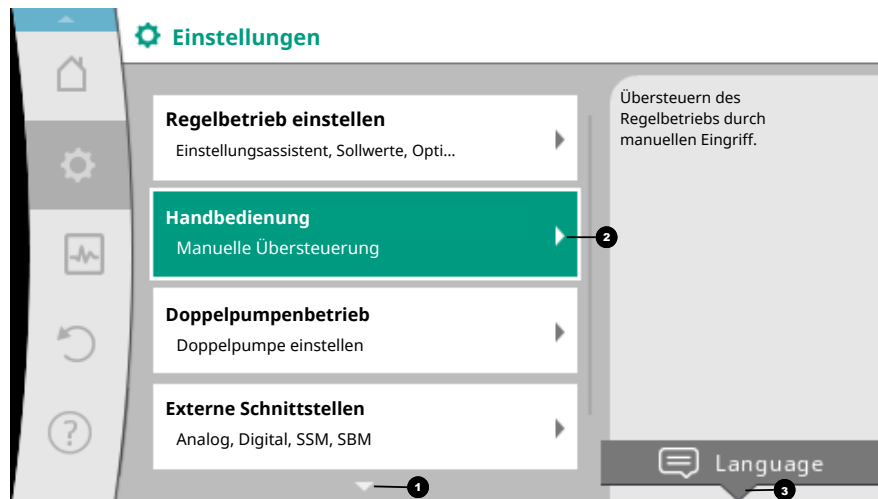 Einstellungen
Regelbetrieb einstellen
Einstellungsassistent, Sollwerte, Opti...
Handbedienung
Manuelle Übersteuerung
2
Doppelpumpenbetrieb
Doppelpumpe einstellen
Externe Schnittstellen
Analog, Digital, SSM, SBM
1
Übersteuern des
Regelbetriebs durch
manuellen Eingriff.
Language
3
?